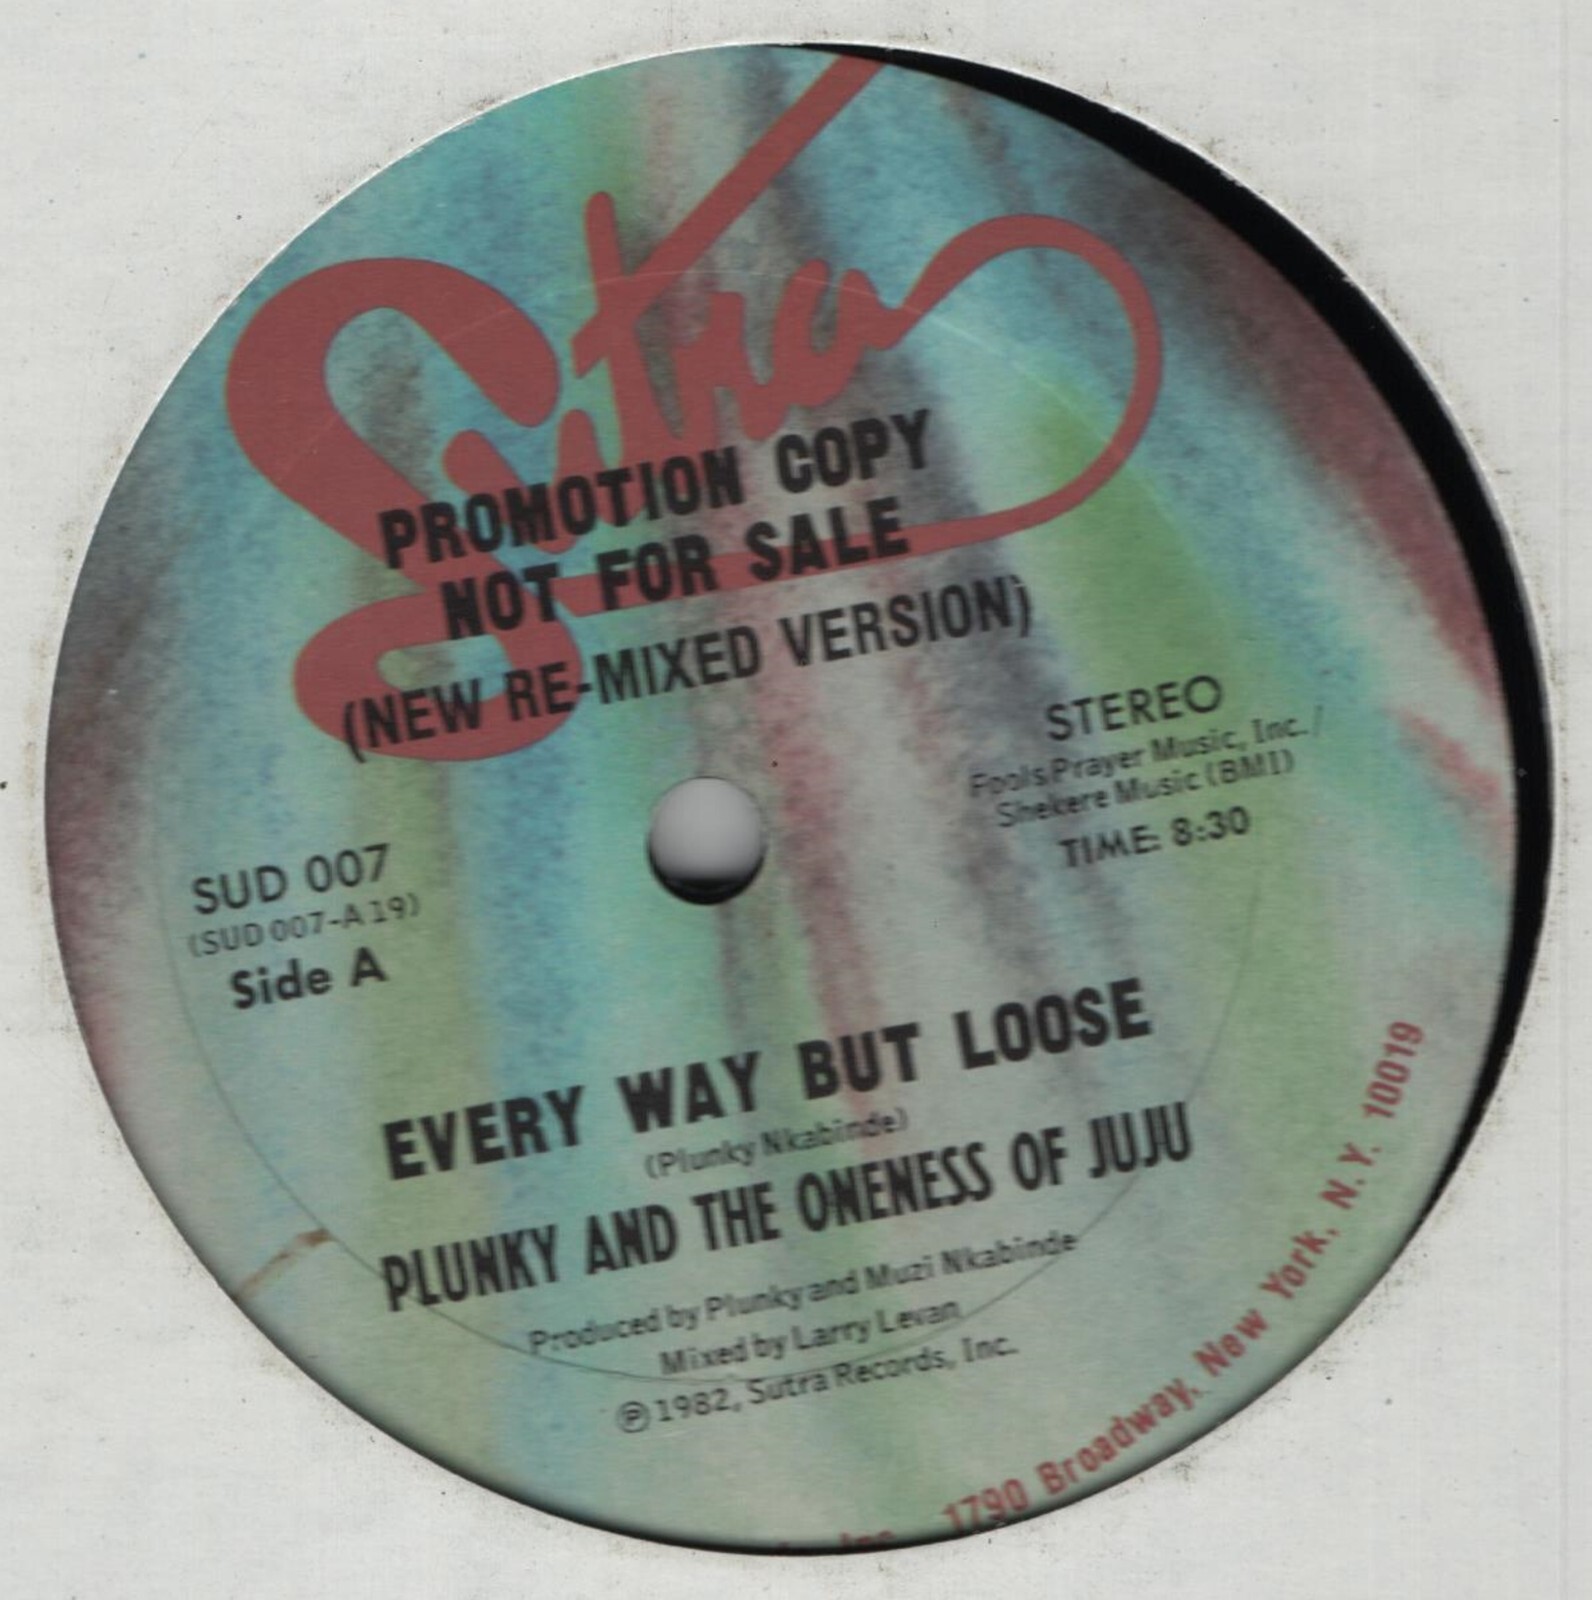 Sutra
PROMOTION COPY
NOT FOR SALE
(NEW RE-MIXED VERSION)
STEREO
Fools Prayer Music, Inc./
Shekere Music (BMI)
TIME: 8:30
SUD 007
(SUD 007-A 19)
Side A
EVERY WAY BUT LOOSE
(Plunky Nkabinde)
PLUNKY AND THE ONENESS OF JUJU
Produced by Plunky and Muzi Nkabinde
Mixed by Larry Levan
℗ 1982, Sutra Records, Inc.
Inc. 1790 Broadway, New York, N.Y. 10019